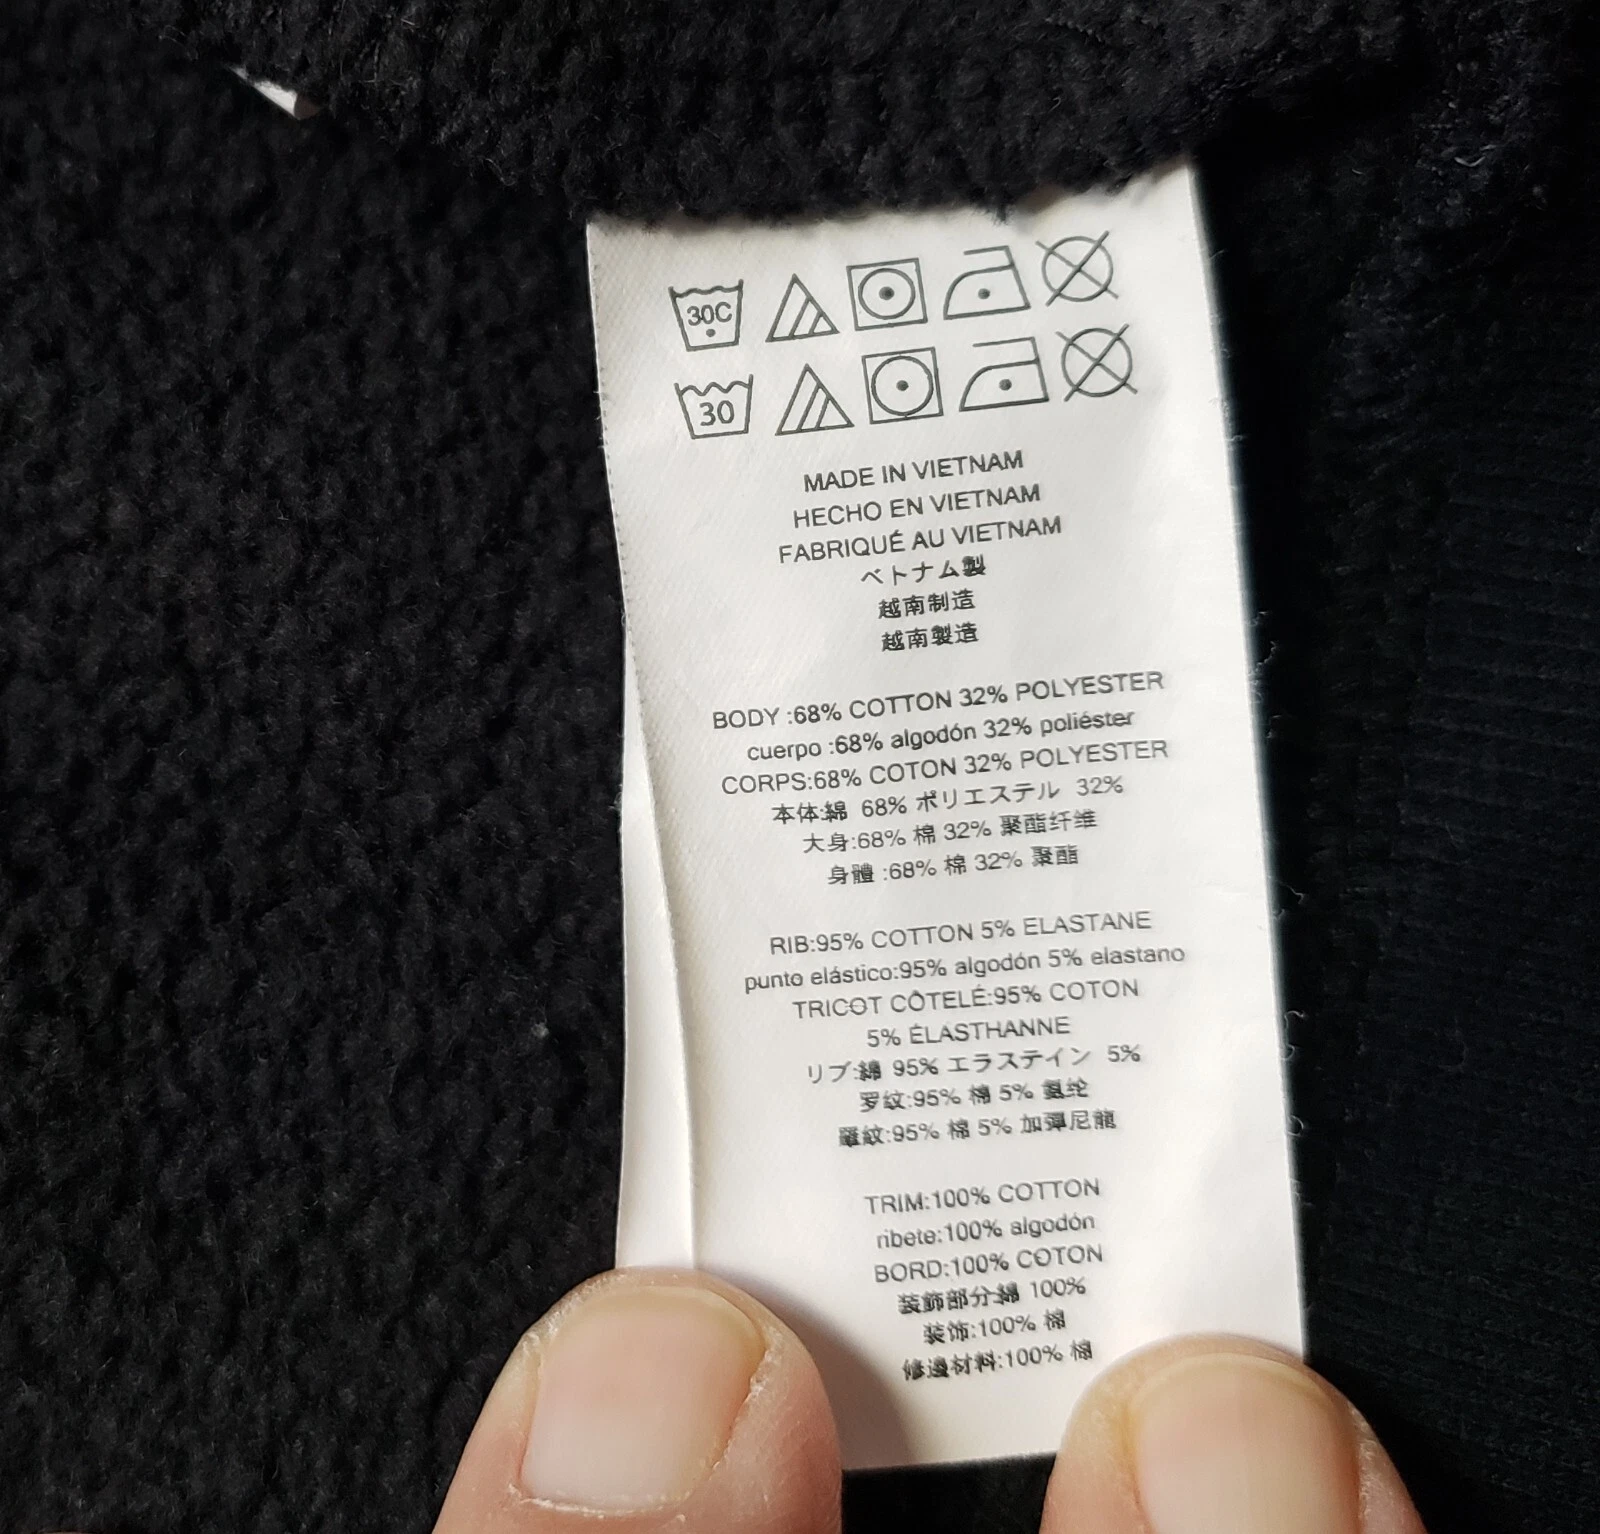 30C
30
MADE IN VIETNAM
HECHO EN VIETNAM
FABRIQUÉ AU VIETNAM
ベトナム製
越南制造
越南製造
BODY :68% COTTON 32% POLYESTER
cuerpo :68% algodón 32% poliéster
CORPS:68% COTON 32% POLYESTER
本体:綿 68% ポリエステル 32%
大身:68% 棉 32% 聚酯纤维
身體 :68% 棉 32% 聚酯
RIB:95% COTTON 5% ELASTANE
punto elástico:95% algodón 5% elastano
TRICOT CÔTELÉ:95% COTON
5% ÉLASTHANNE
リブ:綿 95% エラステイン 5%
罗纹:95% 棉 5% 氨纶
羅紋:95% 棉 5% 加彈尼龍
TRIM:100% COTTON
ribete:100% algodón
BORD:100% COTON
装飾部分:綿 100%
装饰:100% 棉
修邊材料:100% 棉